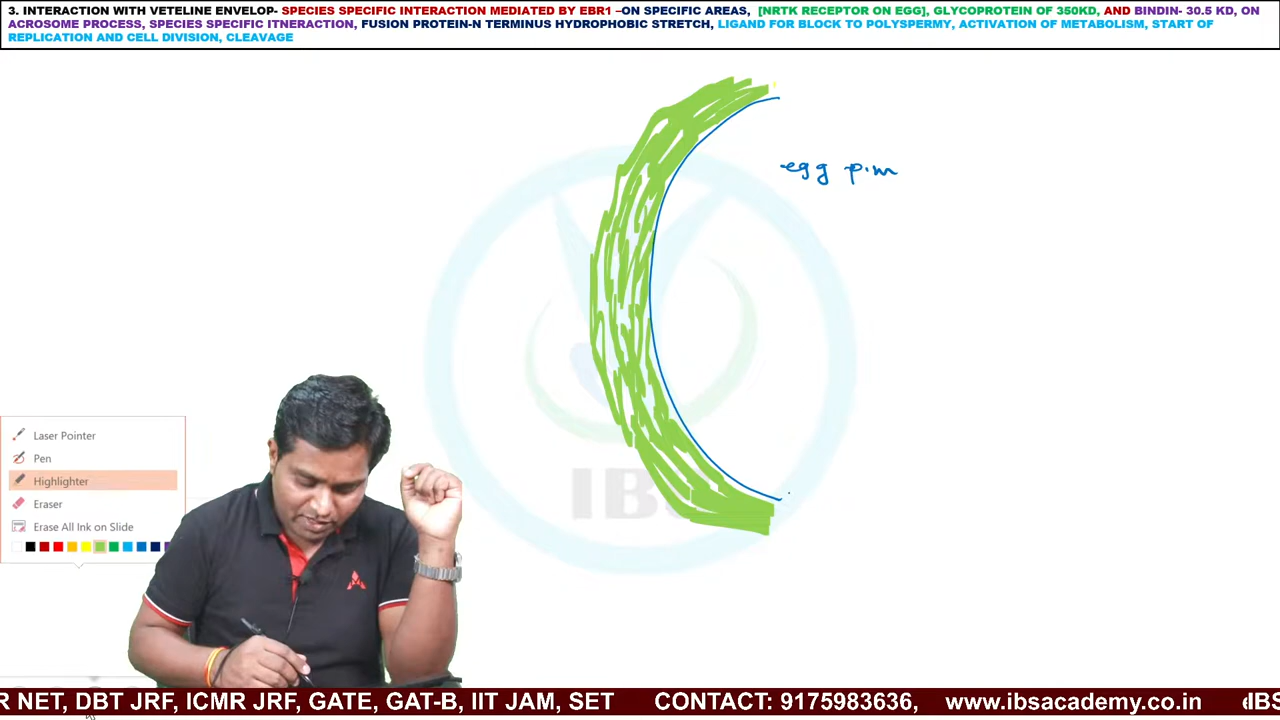 3. INTERACTION WITH VETELINE ENVELOP- SPECIES SPECIFIC INTERACTION MEDIATED BY EBR1 –ON SPECIFIC AREAS, [NRTK RECEPTOR ON EGG], GLYCOPROTEIN OF 350KD, AND BINDIN- 30.5 KD, ON
ACROSOME PROCESS, SPECIES SPECIFIC ITNERACTION, FUSION PROTEIN-N TERMINUS HYDROPHOBIC STRETCH, LIGAND FOR BLOCK TO POLYSPERMY, ACTIVATION OF METABOLISM, START OF
REPLICATION AND CELL DIVISION, CLEAVAGE
egg p.m
Laser Pointer
Pen
Highlighter
Eraser
Erase All Ink on Slide
IBS
R NET, DBT JRF, ICMR JRF, GATE, GAT-B, IIT JAM, SET CONTACT: 9175983636, www.ibsacademy.co.in IBS